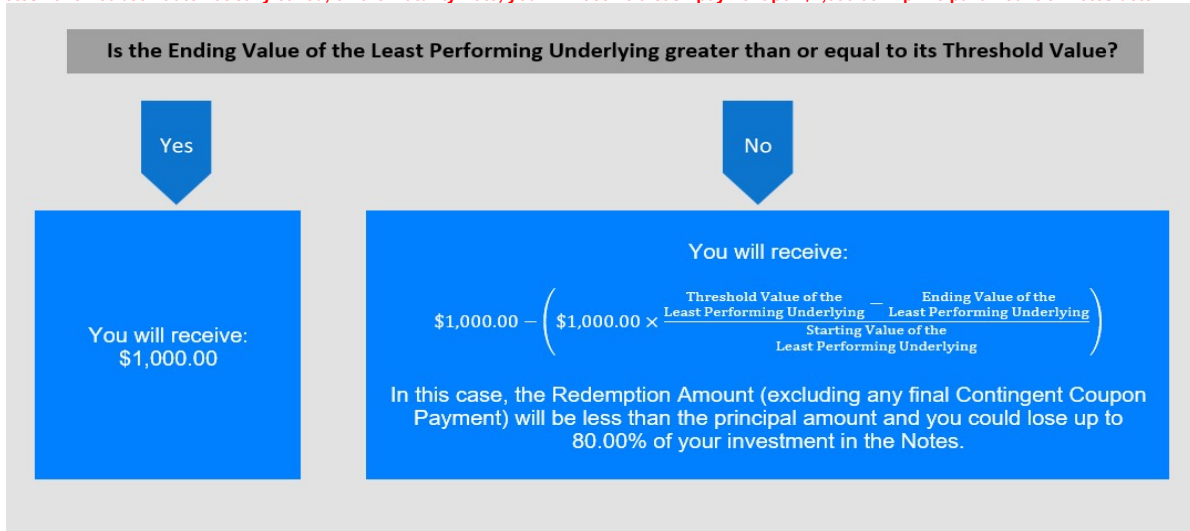 Is the Ending Value of the Least Performing Underlying greater than or equal to its Threshold Value?
Yes
No
You will receive:
$1,000.00
You will receive:
$1,000.00 − ($1,000.00 × (Threshold Value of the Least Performing Underlying − Ending Value of the Least Performing Underlying) / Starting Value of the Least Performing Underlying)
In this case, the Redemption Amount (excluding any final Contingent Coupon
Payment) will be less than the principal amount and you could lose up to
80.00% of your investment in the Notes.